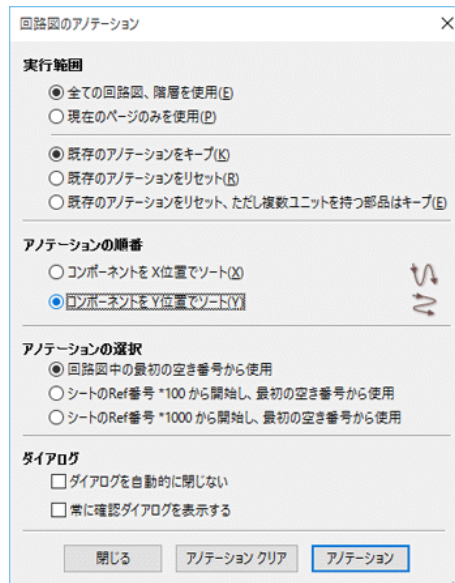 回路図のアノテーション
実行範囲
全ての回路図、階層を使用(E)
現在のページのみを使用(P)
既存のアノテーションをキープ(K)
既存のアノテーションをリセット(R)
既存のアノテーションをリセット、ただし複数ユニットを持つ部品はキープ(E)
アノテーションの順番
コンポーネントを X位置でソート(X)
コンポーネントを Y位置でソート(Y)
アノテーションの選択
回路図中の最初の空き番号から使用
シートのRef番号 *100 から開始し、最初の空き番号から使用
シートのRef番号 *1000 から開始し、最初の空き番号から使用
ダイアログ
ダイアログを自動的に閉じない
常に確認ダイアログを表示する
閉じる アノテーション クリア アノテーション